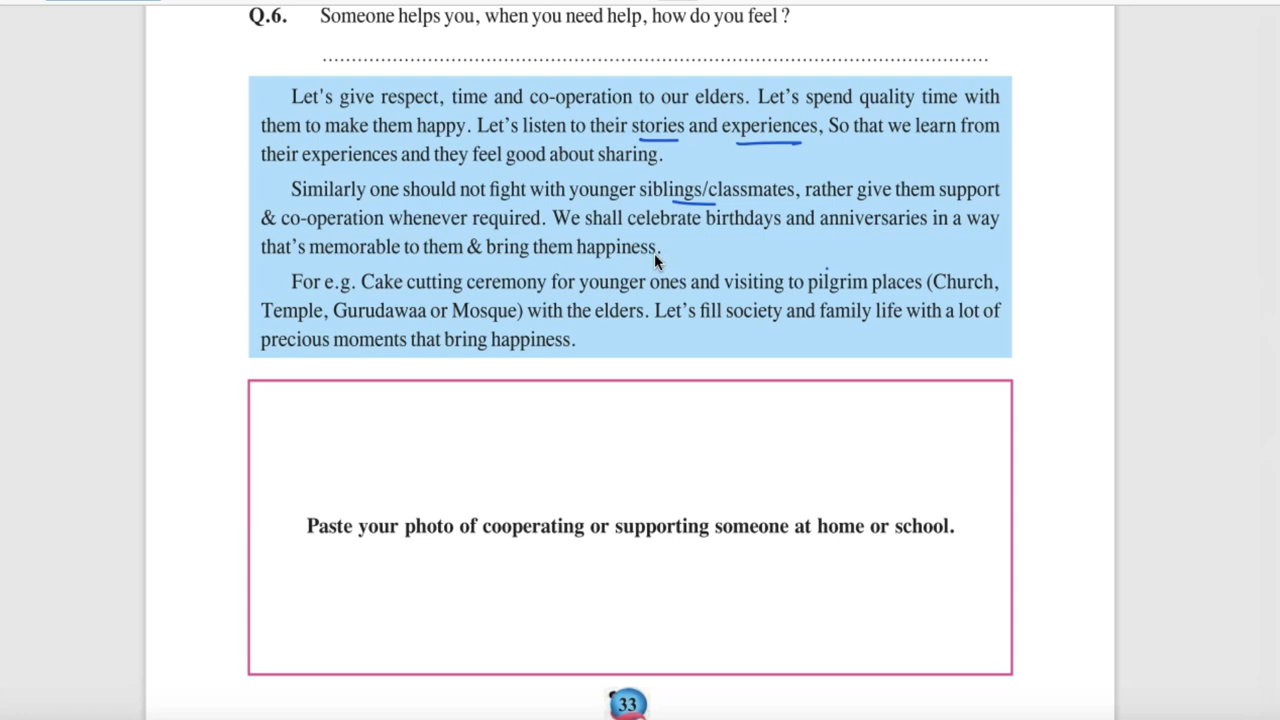 Q.6. Someone helps you, when you need help, how do you feel ?
................................................................................................................................
Let's give respect, time and co-operation to our elders. Let’s spend quality time with
them to make them happy. Let’s listen to their stories and experiences, So that we learn from
their experiences and they feel good about sharing.
Similarly one should not fight with younger siblings/classmates, rather give them support
& co-operation whenever required. We shall celebrate birthdays and anniversaries in a way
that’s memorable to them & bring them happiness.
For e.g. Cake cutting ceremony for younger ones and visiting to pilgrim places (Church,
Temple, Gurudawaa or Mosque) with the elders. Let’s fill society and family life with a lot of
precious moments that bring happiness.
Paste your photo of cooperating or supporting someone at home or school.
33